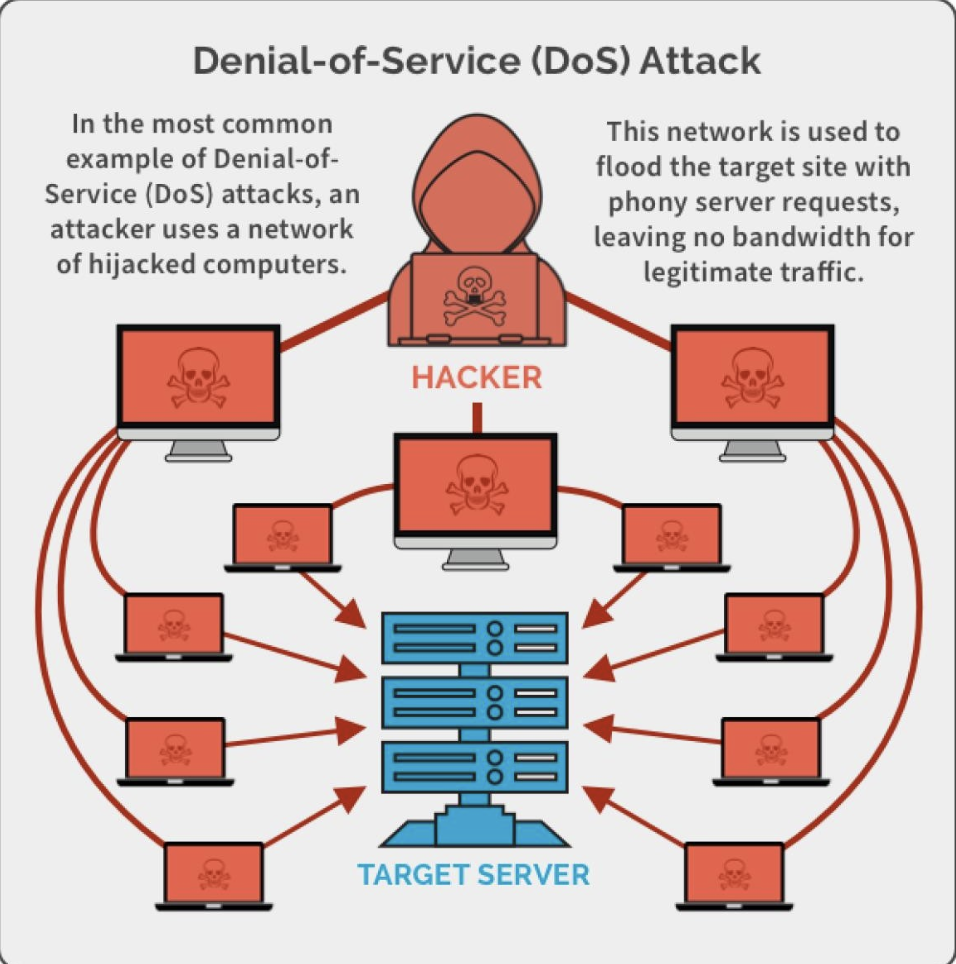 Denial-of-Service (DoS) Attack
In the most common
example of Denial-of-
Service (DoS) attacks, an
attacker uses a network
of hijacked computers.
This network is used to
flood the target site with
phony server requests,
leaving no bandwidth for
legitimate traffic.
HACKER
TARGET SERVER